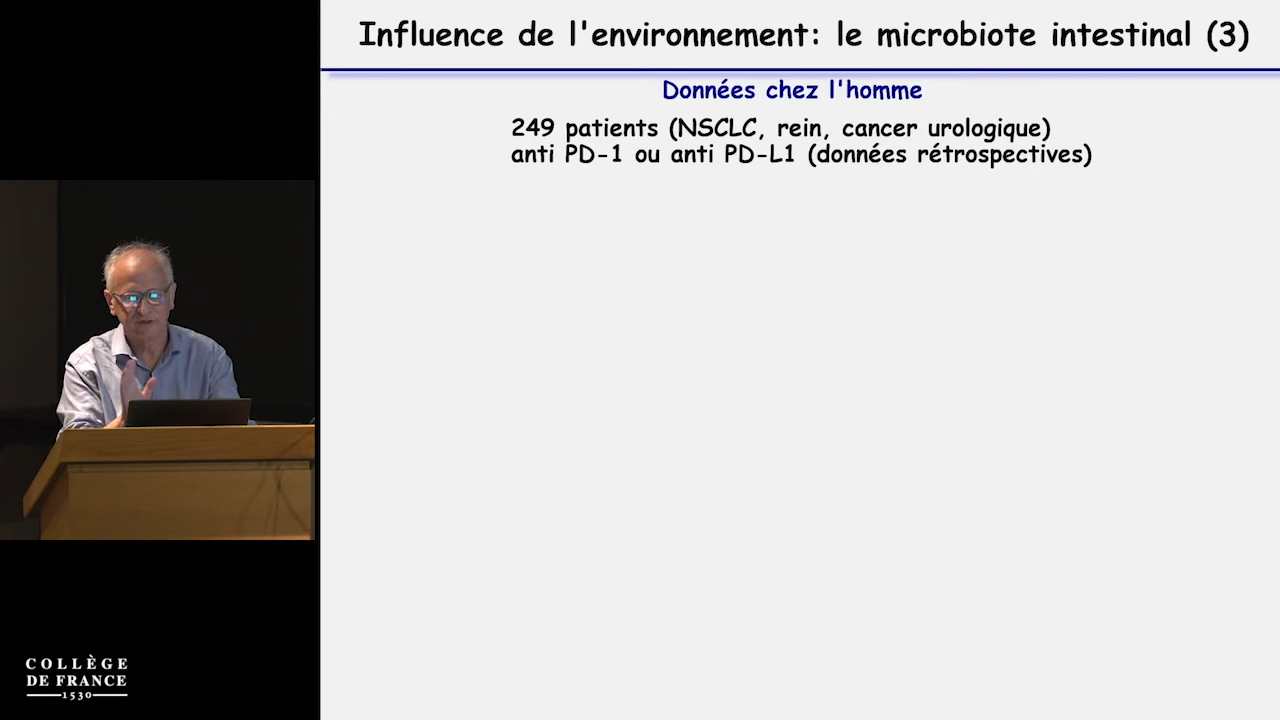 Influence de l'environnement: le microbiote intestinal (3)
Données chez l'homme
249 patients (NSCLC, rein, cancer urologique)
anti PD-1 ou anti PD-L1 (données rétrospectives)
COLLÈGE
DE FRANCE
1530